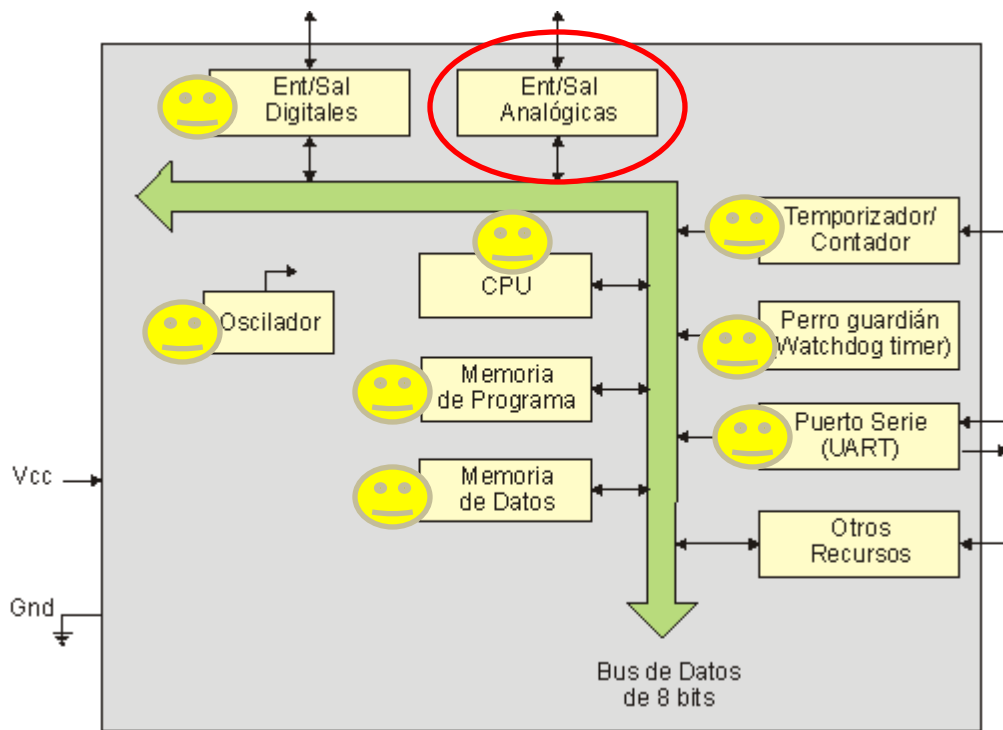 Ent/Sal
Digitales
Ent/Sal
Analógicas
Temporizador/
Contador
CPU
Oscilador
Perro guardián
(Watchdog timer)
Memoria
de Programa
Puerto Serie
(UART)
Memoria
de Datos
Vcc
Otros
Recursos
Gnd
Bus de Datos
de 8 bits